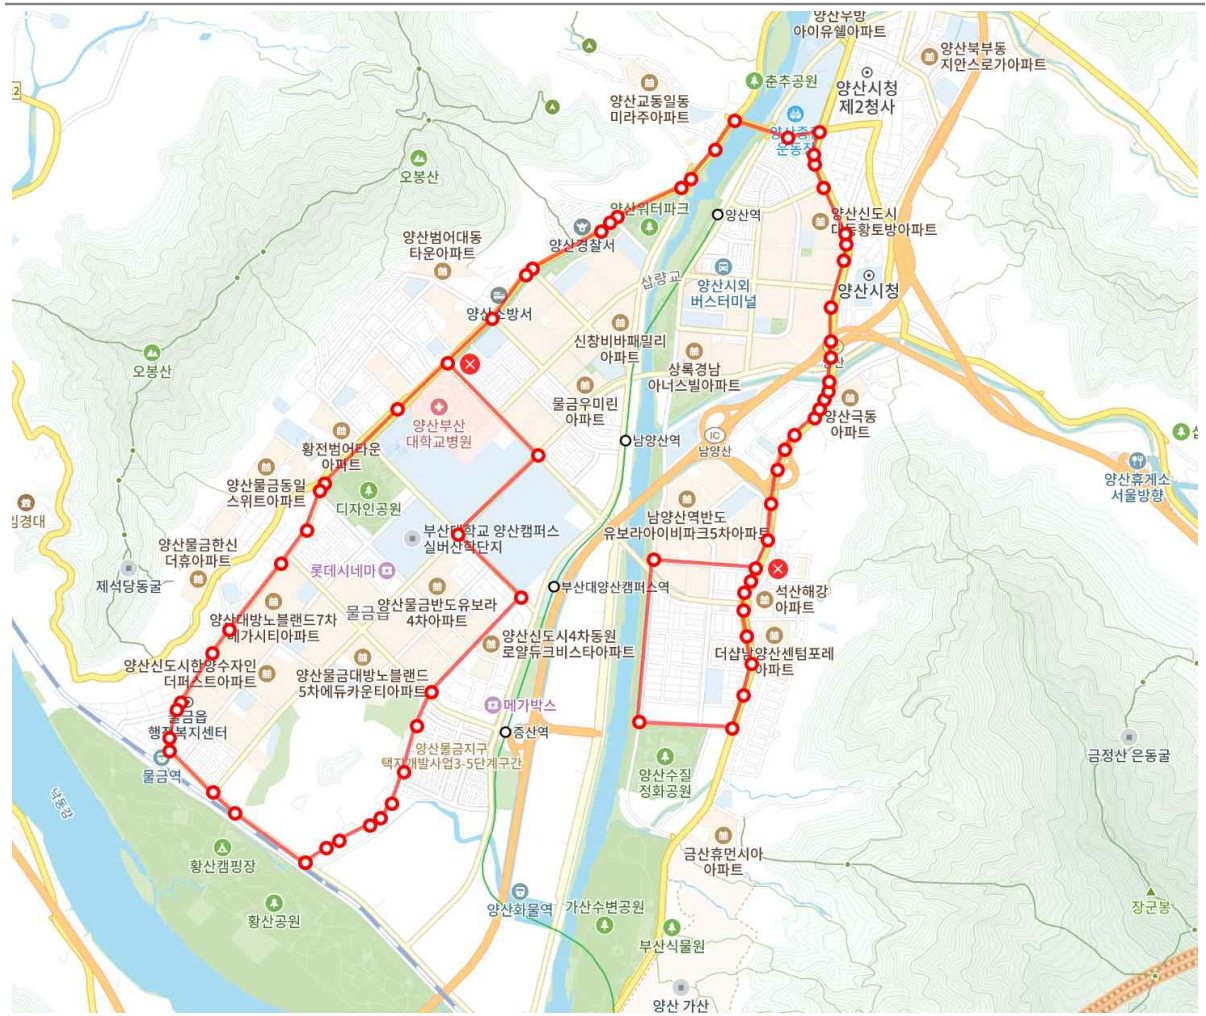 양산우방
아이유쉘아파트
양산북부동
지안스로가아파트
춘추공원
양산시청
제2청사
양산교동일동
미라주아파트
양산종합
운동장
오봉산
양산워터파크
양산역
양산신도시
대동황토방아파트
양산범어대동
타운아파트
양산경찰서
삽량교
양산시외
버스터미널
양산시청
양산소방서
신창비바패밀리
아파트
상록경남
아너스빌아파트
양산
오봉산
물금우미린
아파트
양산극동
아파트
양산부산
대학교병원
남양산역
IC
남양산
황전범어타운
아파트
양산휴게소
서울방향
양산물금동일
스위트아파트
디자인공원
임경대
남양산역반도
유보라아이비파크5차아파트
부산대학교 양산캠퍼스
실버산학단지
양산물금한신
더휴아파트
롯데시네마
제석당동굴
부산대양산캠퍼스역
석산해강
아파트
물금읍
양산물금반도유보라
4차아파트
양산대방노블랜드7차
메가시티아파트
양산신도시4차동원
로얄듀크비스타아파트
더샵남양산센텀포레
아파트
양산신도시한양수자인
더퍼스트아파트
양산물금대방노블랜드
5차에듀카운티아파트
메가박스
물금읍
행정복지센터
증산역
양산물금지구
택지개발사업3-5단계구간
금정산 은동굴
물금역
양산수질
정화공원
낙동강
황산캠핑장
금산휴먼시아
아파트
황산공원
양산화물역
가산수변공원
장군봉
부산식물원
양산 가산